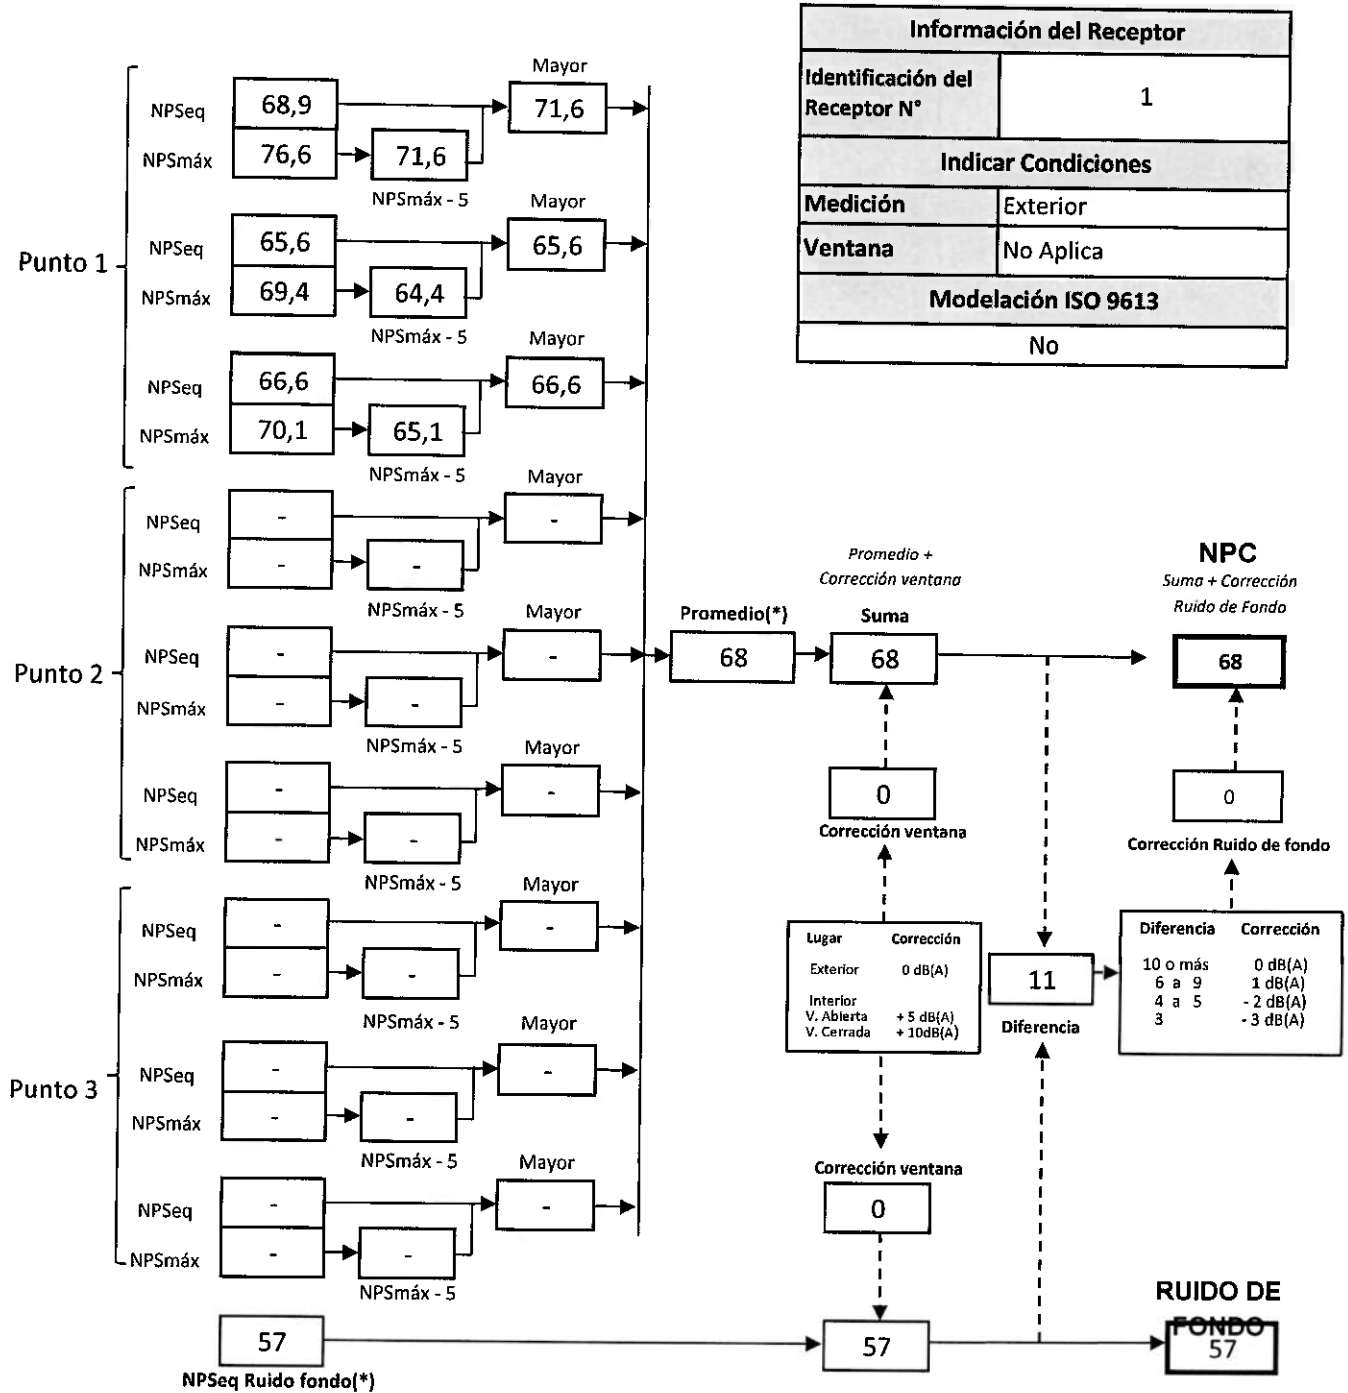 Información del Receptor
Identificación del Receptor N°
1
Indicar Condiciones
Medición
Exterior
Ventana
No Aplica
Modelación ISO 9613
No
Punto 1
NPSeq
68,9
Mayor
71,6
NPSmáx
76,6
71,6
NPSmáx - 5
NPSeq
65,6
Mayor
65,6
NPSmáx
69,4
64,4
NPSmáx - 5
NPSeq
66,6
Mayor
66,6
NPSmáx
70,1
65,1
NPSmáx - 5
Punto 2
NPSeq
-
Mayor
-
NPSmáx
-
-
NPSmáx - 5
NPSeq
-
Mayor
-
NPSmáx
-
-
NPSmáx - 5
NPSeq
-
Mayor
-
NPSmáx
-
-
NPSmáx - 5
Punto 3
NPSeq
-
Mayor
-
NPSmáx
-
-
NPSmáx - 5
NPSeq
-
Mayor
-
NPSmáx
-
-
NPSmáx - 5
NPSeq
-
Mayor
-
NPSmáx
-
-
NPSmáx - 5
57
NPSeq Ruido fondo(*)
Promedio(*)
68
Promedio +
Corrección ventana
Suma
68
0
Corrección ventana
Lugar Corrección
Exterior 0 dB(A)
Interior
V. Abierta + 5 dB(A)
V. Cerrada + 10dB(A)
Corrección ventana
0
57
11
Diferencia
NPC
Suma + Corrección
Ruido de Fondo
68
0
Corrección Ruido de fondo
Diferencia Corrección
10 o más 0 dB(A)
6 a 9 1 dB(A)
4 a 5 - 2 dB(A)
3 - 3 dB(A)
RUIDO DE
FONDO
57